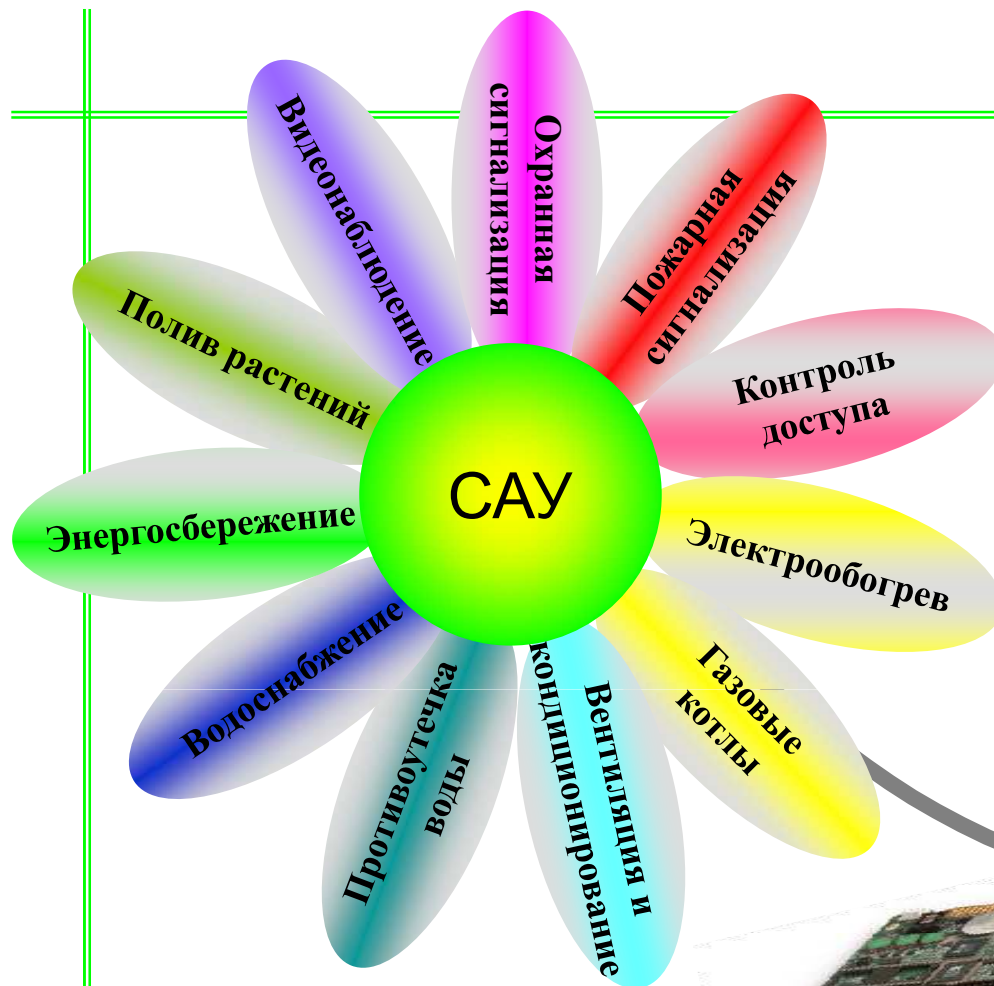 Охранная
сигнализация
Пожарная
сигнализация
Контроль
доступа
Электрообогрев
Газовые
котлы
Вентиляция и
кондиционирование
Противоутечка
воды
Водоснабжение
Энергосбережение
Полив растений
Видеонаблюдение
САУ